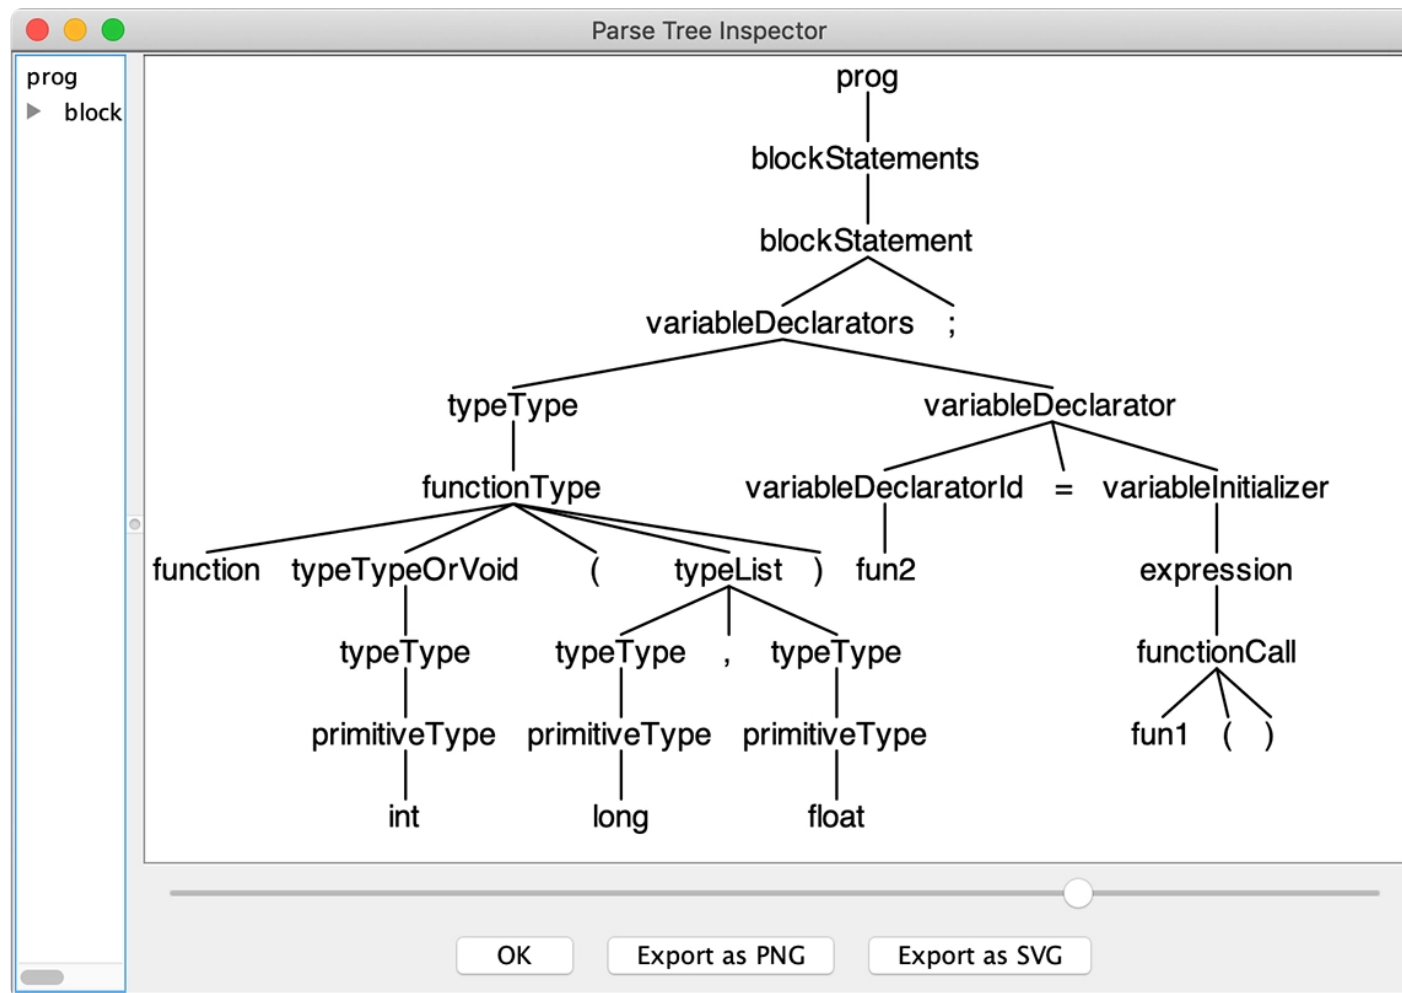 Parse Tree Inspector
prog
block
prog
blockStatements
blockStatement
variableDeclarators ;
typeType variableDeclarator
functionType variableDeclaratorId = variableInitializer
function typeTypeOrVoid ( typeList ) fun2 expression
typeType typeType , typeType functionCall
primitiveType primitiveType primitiveType fun1 ( )
int long float
OK Export as PNG Export as SVG